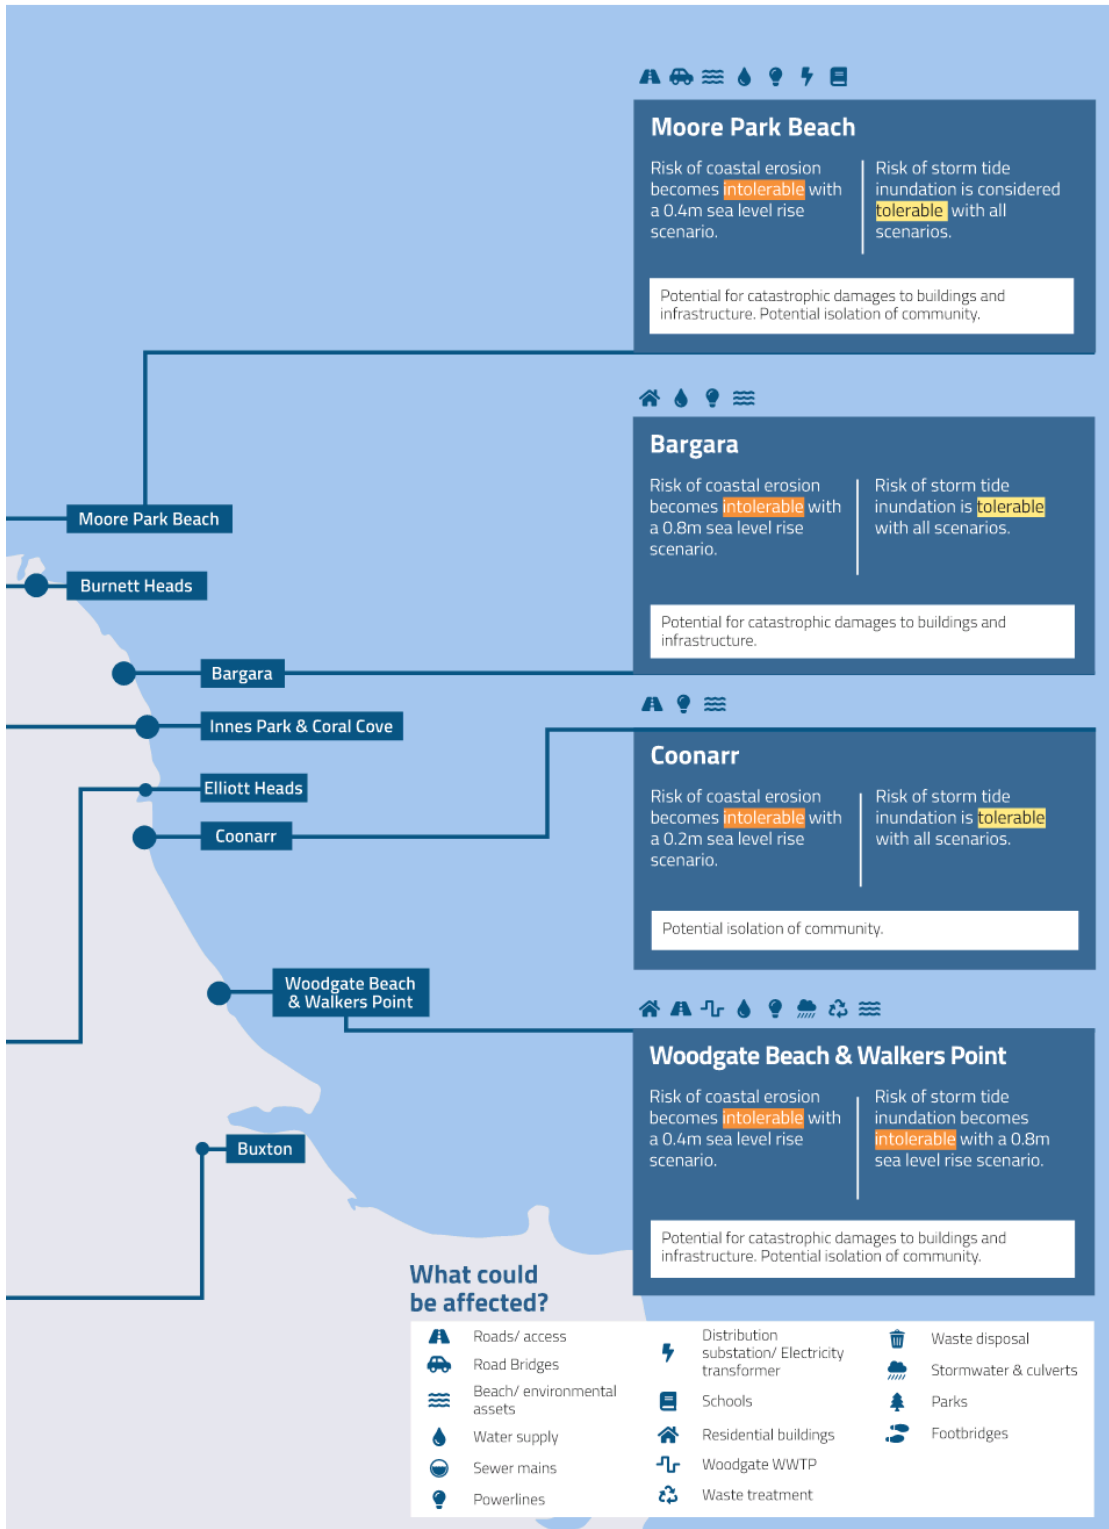 Moore Park Beach
Risk of coastal erosion
becomes intolerable with
a 0.4m sea level rise
scenario.
Risk of storm tide
inundation is considered
tolerable with all
scenarios.
Potential for catastrophic damages to buildings and
infrastructure. Potential isolation of community.
Bargara
Risk of coastal erosion
becomes intolerable with
a 0.8m sea level rise
scenario.
Risk of storm tide
inundation is tolerable
with all scenarios.
Potential for catastrophic damages to buildings and
infrastructure.
Moore Park Beach
Burnett Heads
Bargara
Innes Park & Coral Cove
Elliott Heads
Coonarr
Coonarr
Risk of coastal erosion
becomes intolerable with
a 0.2m sea level rise
scenario.
Risk of storm tide
inundation is tolerable
with all scenarios.
Potential isolation of community.
Woodgate Beach
& Walkers Point
Woodgate Beach & Walkers Point
Risk of coastal erosion
becomes intolerable with
a 0.4m sea level rise
scenario.
Risk of storm tide
inundation becomes
intolerable with a 0.8m
sea level rise scenario.
Potential for catastrophic damages to buildings and
infrastructure. Potential isolation of community.
Buxton
What could
be affected?
Roads/ access
Road Bridges
Beach/ environmental
assets
Water supply
Sewer mains
Powerlines
Distribution
substation/ Electricity
transformer
Schools
Residential buildings
Woodgate WWTP
Waste treatment
Waste disposal
Stormwater & culverts
Parks
Footbridges